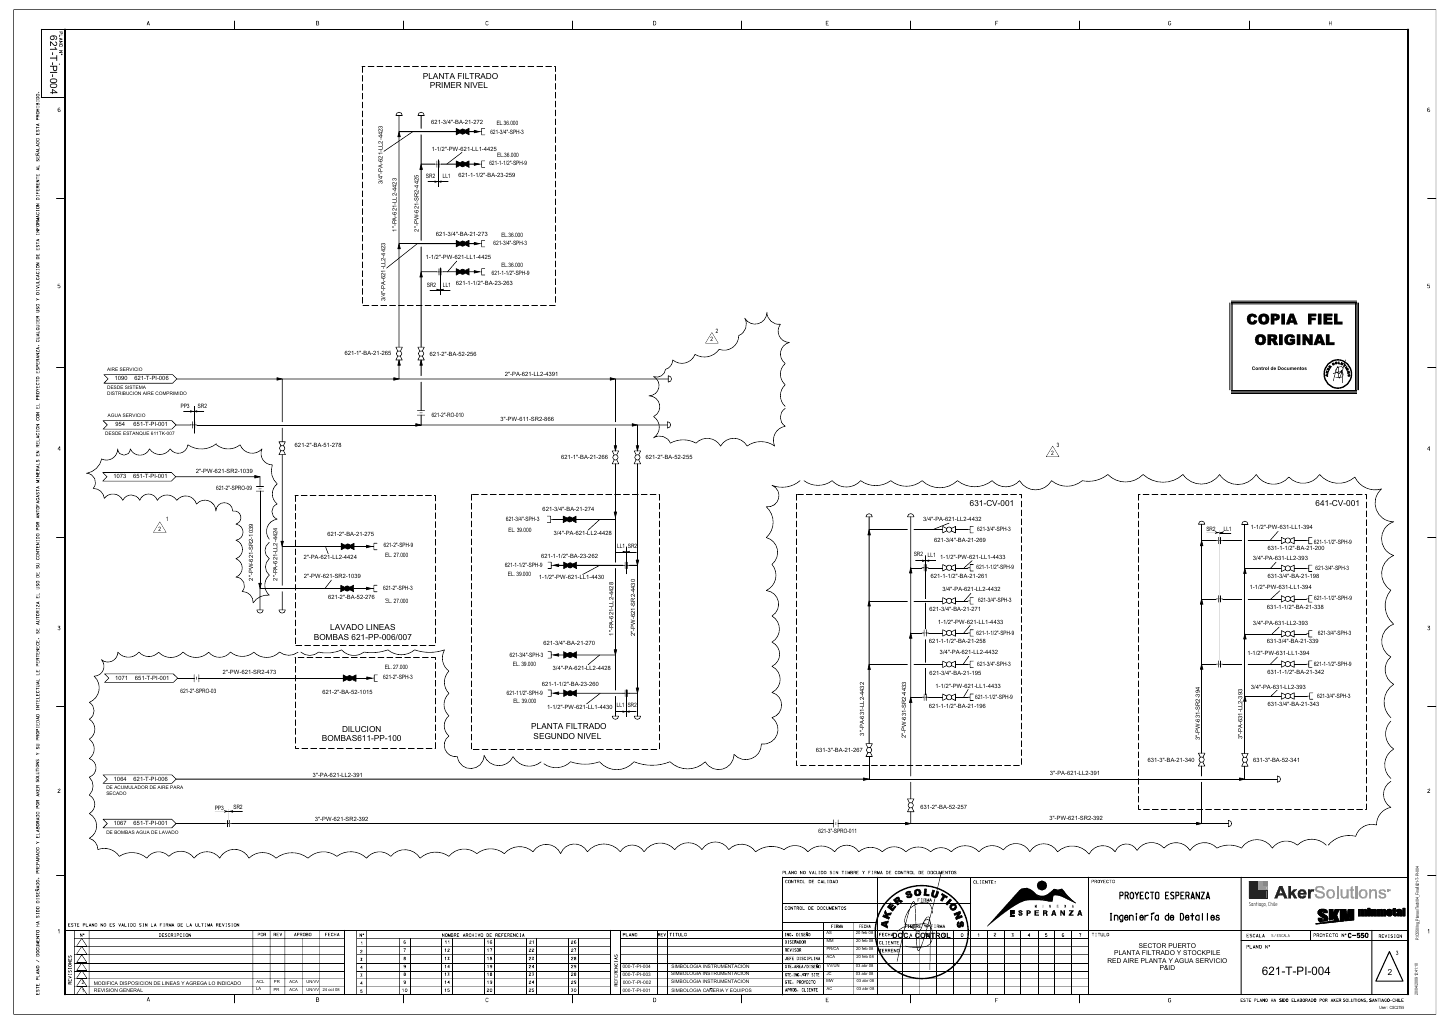 PLANO Nº
621-T-PI-004
PLANTA FILTRADO
PRIMER NIVEL
621-3/4"-BA-21-272
EL.36.000
621-3/4"-SPH-3
3/4"-PA-621-LL2-4423
1-1/2"-PW-621-LL1-4425
EL.36.000
621-1-1/2"-SPH-9
SR2 LL1
621-1-1/2"-BA-23-259
1"-PA-621-LL2-4423
2"-PW-621-SR2-4425
621-3/4"-BA-21-273
EL.36.000
621-3/4"-SPH-3
3/4"-PA-621-LL2-4423
1-1/2"-PW-621-LL1-4425
EL.36.000
621-1-1/2"-SPH-9
SR2 LL1
621-1-1/2"-BA-23-263
621-1"-BA-21-265
621-2"-BA-52-256
COPIA FIEL
ORIGINAL
Control de Documentos
AIRE SERVICIO
1090 621-T-PI-006
DESDE SISTEMA
DISTRIBUCIÓN AIRE COMPRIMIDO
2"-PA-621-LL2-4391
AGUA SERVICIO
PP3 SR2
954 651-T-PI-001
DESDE ESTANQUE 611TK-007
621-2"-RO-010
3"-PW-611-SR2-866
621-2"-BA-51-278
621-1"-BA-21-266
621-2"-BA-52-255
2"-PW-621-SR2-1039
1073 651-T-PI-001
621-2"-SPRO-09
2"-PW-621-SR2-1039
2"-PA-621-LL2-4424
621-2"-BA-21-275
621-2"-SPH-9
2"-PA-621-LL2-4424
EL. 27.000
2"-PW-621-SR2-1039
621-2"-SPH-3
621-2"-BA-52-276
EL. 27.000
LAVADO LINEAS
BOMBAS 621-PP-006/007
621-3/4"-BA-21-274
621-3/4"-SPH-3
EL. 39.000
3/4"-PA-621-LL2-4428
LL1 SR2
621-1-1/2"-BA-23-262
621-1-1/2"-SPH-9
EL. 39.000
1-1/2"-PW-621-LL1-4430
1"-PA-621-LL2-4428
2"-PW-621-SR2-4430
621-3/4"-BA-21-270
621-3/4"-SPH-3
EL. 39.000
3/4"-PA-621-LL2-4428
621-1-1/2"-BA-23-260
621-11/2"-SPH-9
EL. 39.000
1-1/2"-PW-621-LL1-4430
LL1 SR2
PLANTA FILTRADO
SEGUNDO NIVEL
2"-PW-621-SR2-473
1071 651-T-PI-001
621-2"-SPRO-03
EL. 27.000
621-2"-SPH-3
621-2"-BA-52-1015
DILUCION
BOMBAS611-PP-100
631-CV-001
3/4"-PA-621-LL2-4432
621-3/4"-SPH-3
621-3/4"-BA-21-269
SR2 LL1
1-1/2"-PW-621-LL1-4433
621-1-1/2"-SPH-9
621-1-1/2"-BA-21-261
3/4"-PA-621-LL2-4432
621-3/4"-SPH-3
621-3/4"-BA-21-271
1-1/2"-PW-621-LL1-4433
621-1-1/2"-SPH-9
621-1-1/2"-BA-21-258
3/4"-PA-621-LL2-4432
621-3/4"-SPH-3
621-3/4"-BA-21-195
1-1/2"-PW-621-LL1-4433
621-1-1/2"-SPH-9
621-1-1/2"-BA-21-196
3"-PA-631-LL2-4432
2"-PW-631-SR2-4433
631-3"-BA-21-267
641-CV-001
SR2 LL1
1-1/2"-PW-631-LL1-394
621-1-1/2"-SPH-9
631-1-1/2"-BA-21-200
3/4"-PA-631-LL2-393
621-3/4"-SPH-3
631-3/4"-BA-21-198
1-1/2"-PW-631-LL1-394
621-1-1/2"-SPH-9
631-1-1/2"-BA-21-338
3/4"-PA-631-LL2-393
621-3/4"-SPH-3
631-3/4"-BA-21-339
1-1/2"-PW-631-LL1-394
621-1-1/2"-SPH-9
631-1-1/2"-BA-21-342
3/4"-PA-631-LL2-393
621-3/4"-SPH-3
631-3/4"-BA-21-343
3"-PW-631-SR2-394
3"-PA-631-LL2-393
631-3"-BA-21-340
631-3"-BA-52-341
1064 621-T-PI-006
DE ACUMULADOR DE AIRE PARA
SECADO
3"-PA-621-LL2-391
3"-PA-621-LL2-391
PP3 SR2
1067 651-T-PI-001
DE BOMBAS AGUA DE LAVADO
3"-PW-621-SR2-392
621-3"-SPRO-011
631-2"-BA-52-257
3"-PW-621-SR2-392
PLANO NO VALIDO SIN TIMBRE Y FIRMA DE CONTROL DE DOCUMENTOS
CONTROL DE CALIDAD
CONTROL DE DOCUMENTOS
AKER SOLUTIONS
DOC. CONTROL
CLIENTE:
MINERA
ESPERANZA
PROYECTO
PROYECTO ESPERANZA
Ingeniería de Detalles
TITULO
SECTOR PUERTO
PLANTA FILTRADO Y STOCKPILE
RED AIRE PLANTA Y AGUA SERVICIO
P&ID
AkerSolutions
Santiago, Chile
SKM minmetal
ESCALA S/ESCALA
PROYECTO Nº C-550
REVISION
PLANO Nº
621-T-PI-004
2
ESTE PLANO NO ES VALIDO SIN LA FIRMA DE LA ULTIMA REVISION
Nº DESCRIPCION POR REV APROBO FECHA
MODIFICA DISPOSICION DE LINEAS Y AGREGA LO INDICADO ACL PR ACA
REVISION GENERAL LA PR ACA 24 oct 08
REVISIONES
Nº NOMBRE ARCHIVO DE REFERENCIA
PLANO REV TITULO
000-T-PI-004 SIMBOLOGIA INSTRUMENTACION
000-T-PI-003 SIMBOLOGIA INSTRUMENTACION
000-T-PI-002 SIMBOLOGIA INSTRUMENTACION
000-T-PI-001 SIMBOLOGIA CAÑERIA Y EQUIPOS
FIRMA FECHA
ING. DISEÑO
DISEÑADOR
REVISOR
JEFE DISCIPLINA
GTE. PROYECTO
APROB. CLIENTE
ESTE PLANO HA SIDO ELABORADO POR AKER SOLUTIONS, SANTIAGO-CHILE